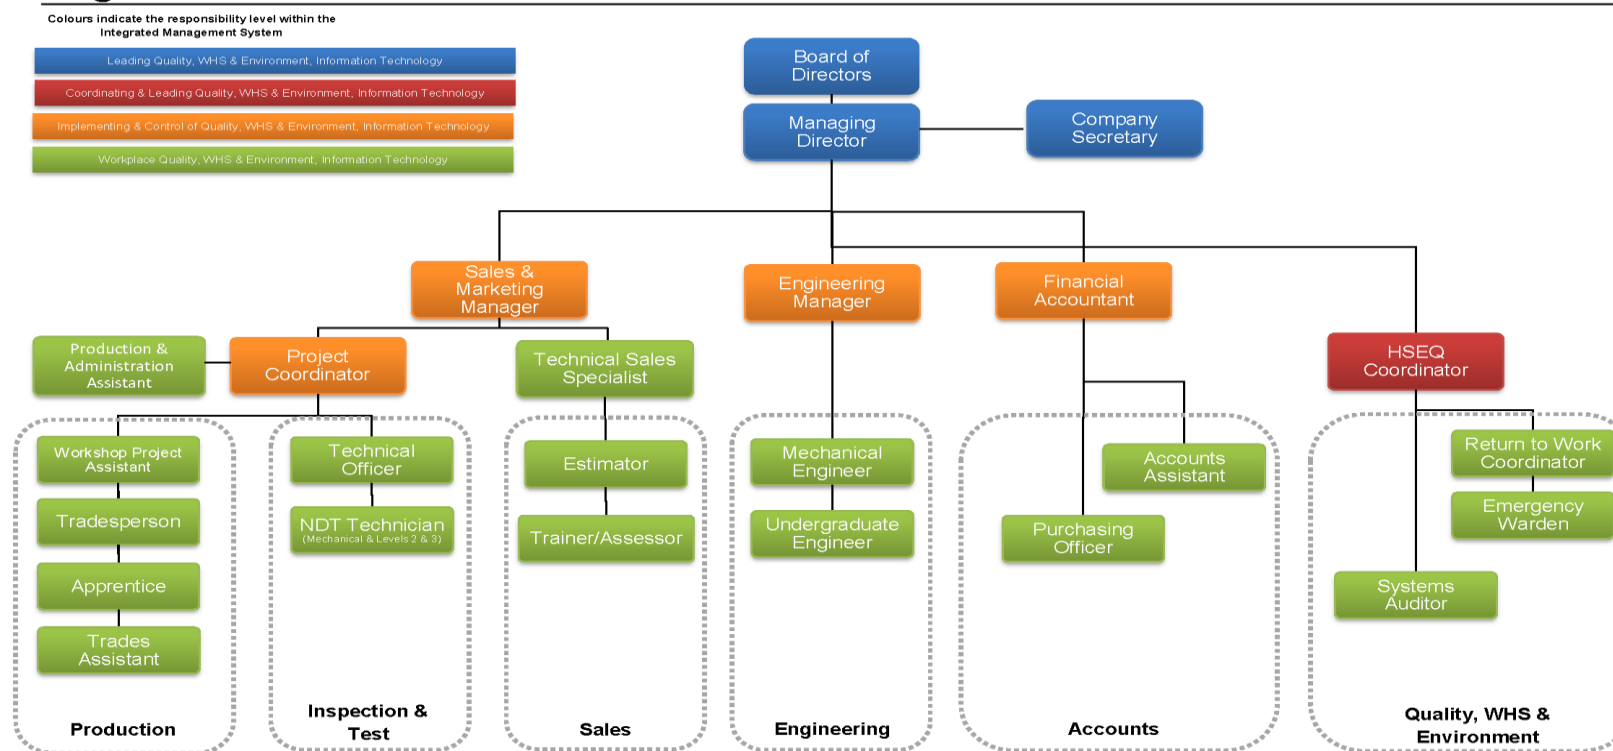 Colours indicate the responsibility level within the
Integrated Management System
Leading Quality, WHS & Environment, Information Technology
Coordinating & Leading Quality, WHS & Environment, Information Technology
Implementing & Control of Quality, WHS & Environment, Information Technology
Workplace Quality, WHS & Environment, Information Technology
Board of
Directors
Managing
Director
Company
Secretary
Sales &
Marketing
Manager
Engineering
Manager
Financial
Accountant
HSEQ
Coordinator
Production &
Administration
Assistant
Project
Coordinator
Technical Sales
Specialist
Workshop Project
Assistant
Tradesperson
Apprentice
Trades
Assistant
Production
Technical
Officer
NDT Technician
(Mechanical & Levels 2 & 3)
Inspection &
Test
Estimator
Trainer/Assessor
Sales
Mechanical
Engineer
Undergraduate
Engineer
Engineering
Accounts
Assistant
Purchasing
Officer
Accounts
Return to Work
Coordinator
Emergency
Warden
Systems
Auditor
Quality, WHS &
Environment